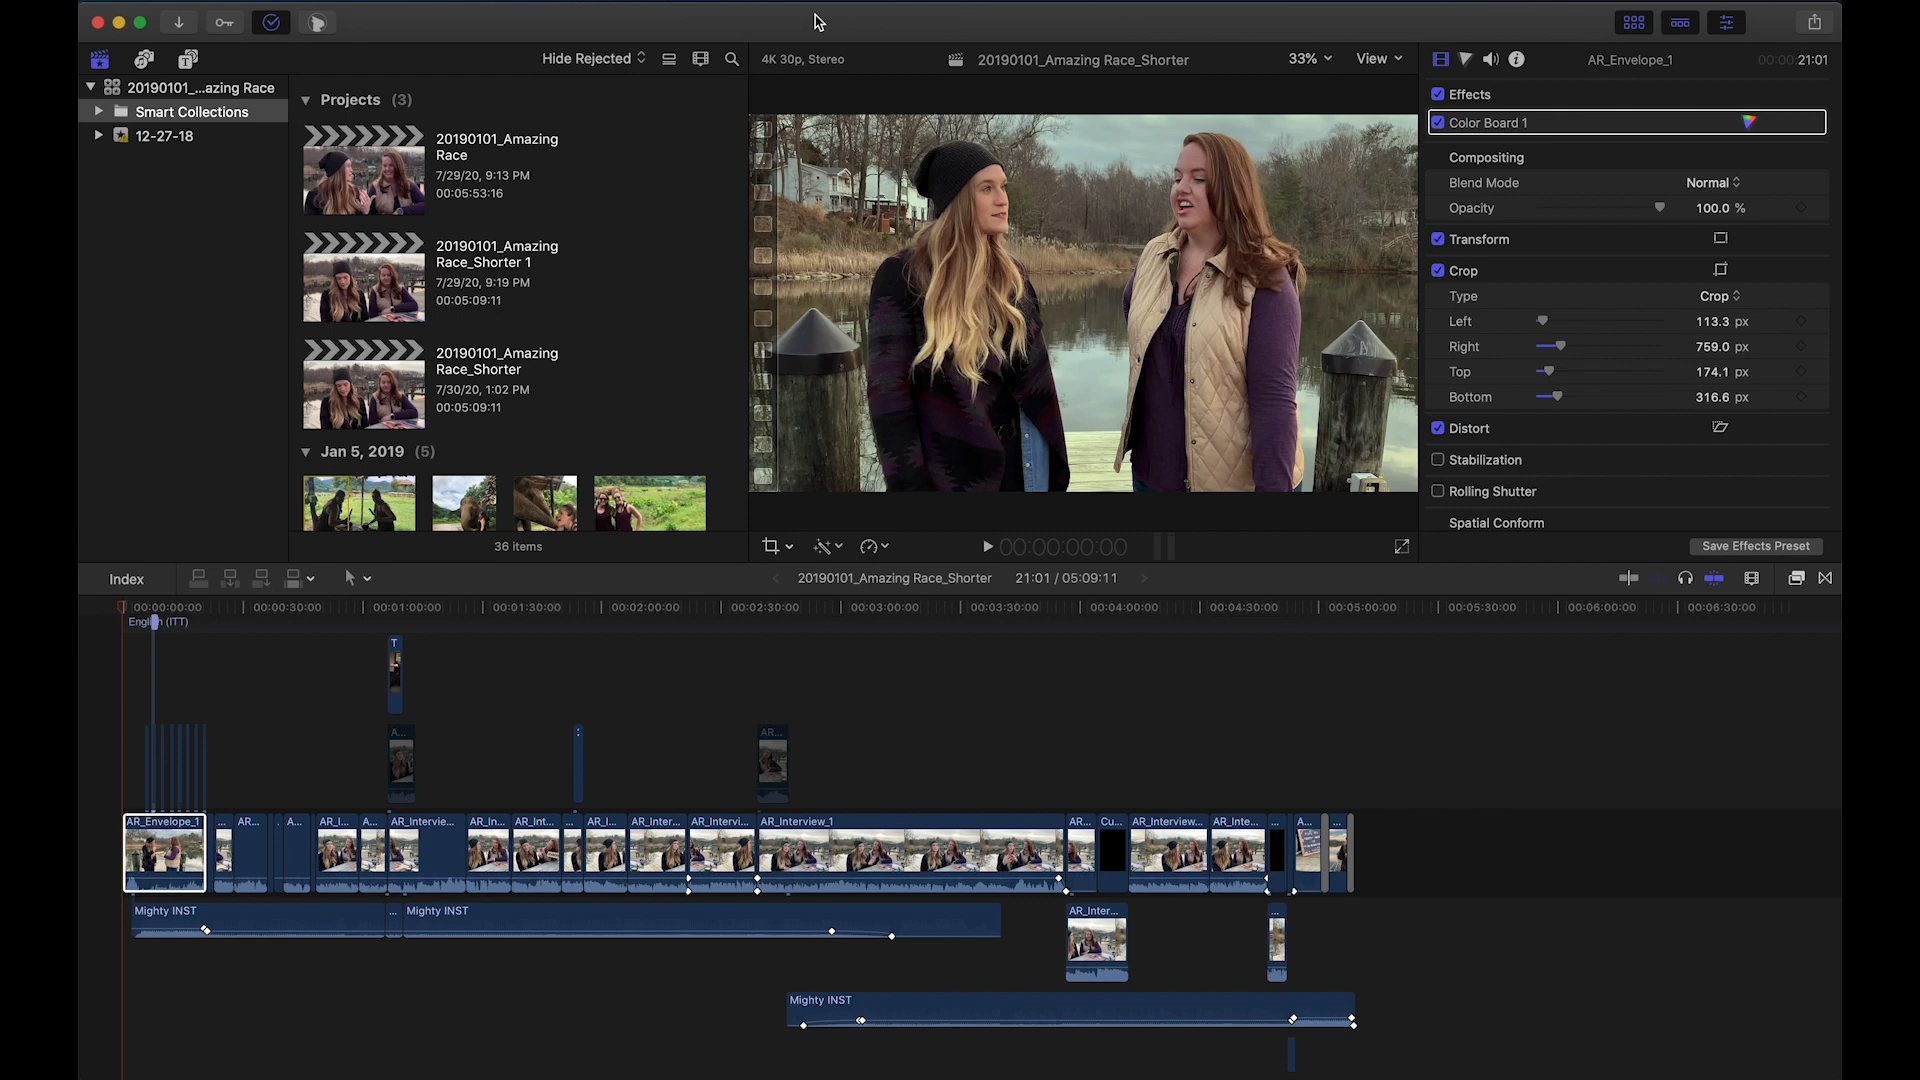 Hide Rejected
4K 30p, Stereo
20190101_Amazing Race_Shorter
33%
View
AR_Envelope_1
00:00:21:01
20190101_...azing Race
Smart Collections
12-27-18
Projects (3)
20190101_Amazing
Race
7/29/20, 9:13 PM
00:05:53:16
20190101_Amazing
Race_Shorter 1
7/29/20, 9:19 PM
00:05:09:11
20190101_Amazing
Race_Shorter
7/30/20, 1:02 PM
00:05:09:11
Jan 5, 2019 (5)
36 items
Effects
Color Board 1
Compositing
Blend Mode Normal
Opacity 100.0 %
Transform
Crop
Type Crop
Left 113.3 px
Right 759.0 px
Top 174.1 px
Bottom 316.6 px
Distort
Stabilization
Rolling Shutter
Spatial Conform
Save Effects Preset
00:00:00:00
Index
20190101_Amazing Race_Shorter 21:01 / 05:09:11
00:00:00:00 00:00:30:00 00:01:00:00 00:01:30:00 00:02:00:00 00:02:30:00 00:03:00:00 00:03:30:00 00:04:00:00 00:04:30:00 00:05:00:00 00:05:30:00 00:06:00:00 00:06:30:00
English (ITT)
T
A... AR...
AR_Envelope_1 ... AR... A... AR_I... A... AR_Intervie... AR_In... AR_Int... ... AR_I... AR_Inter... AR_Intervi... AR_Interview_1 AR... Cu... AR_Interview... AR_Inte... ... A... ...
Mighty INST ... Mighty INST AR_Inter... ...
Mighty INST